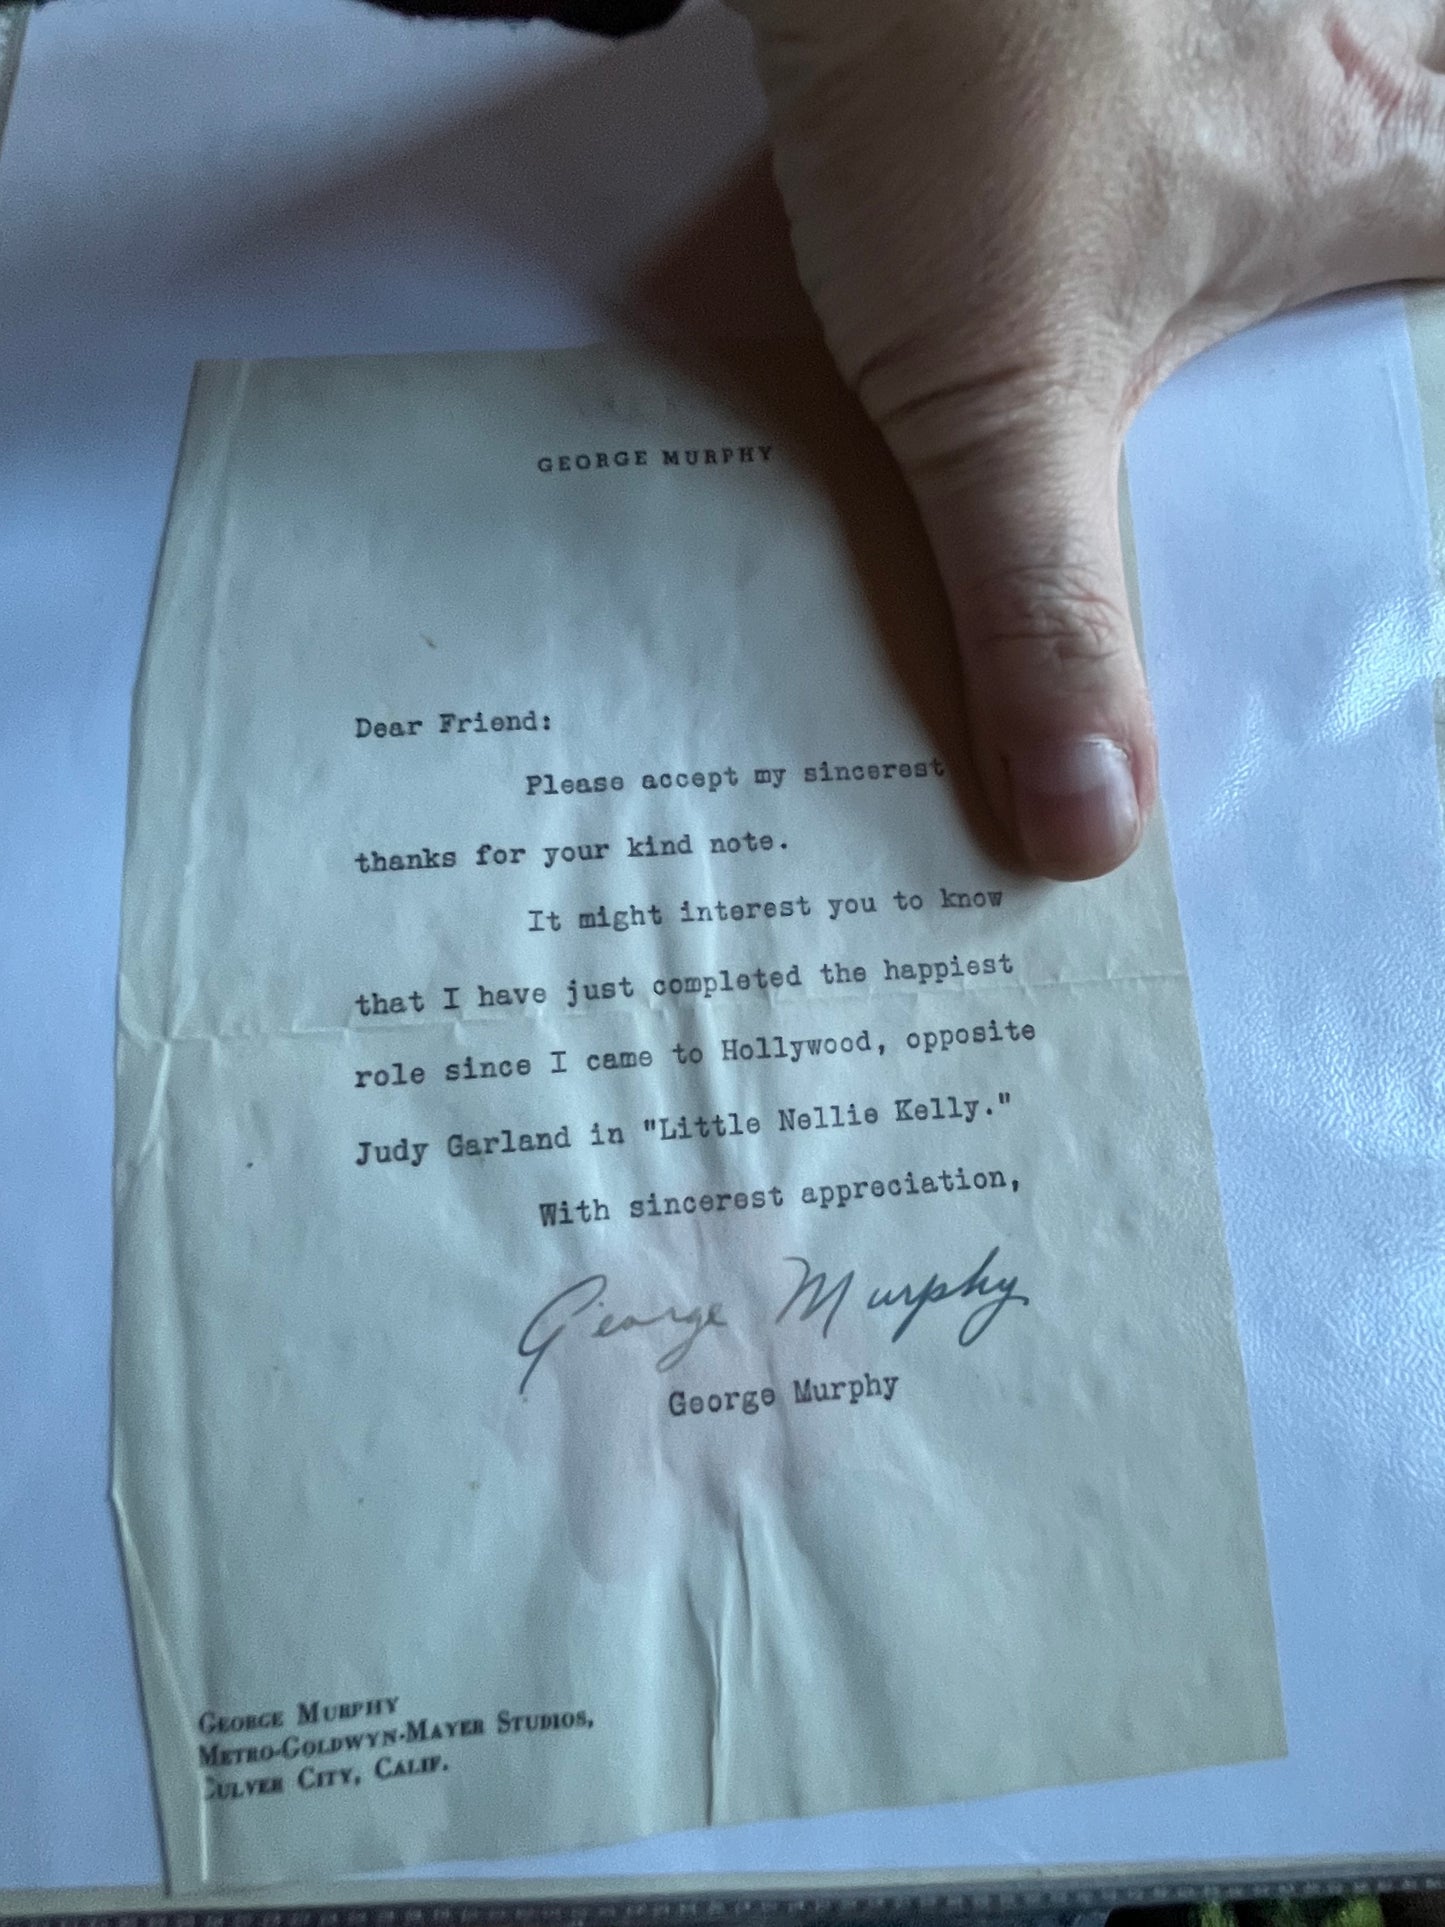 GEORGE MURPHY
Dear Friend:
Please accept my sincerest
thanks for your kind note.
It might interest you to know
that I have just completed the happiest
role since I came to Hollywood, opposite
Judy Garland in "Little Nellie Kelly."
With sincerest appreciation,
George Murphy
George Murphy
GEORGE MURPHY
METRO-GOLDWYN-MAYER STUDIOS,
CULVER CITY, CALIF.